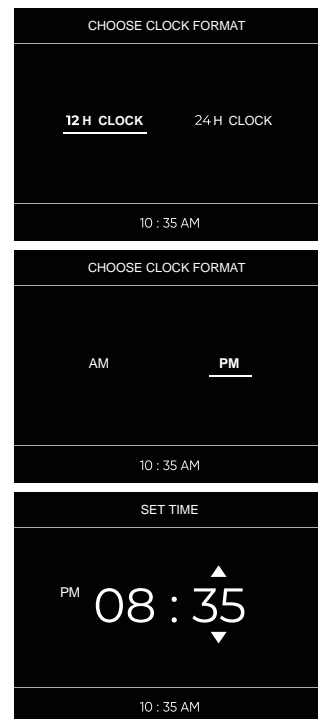 CHOOSE CLOCK FORMAT
12 H CLOCK 24 H CLOCK
10 : 35 AM
CHOOSE CLOCK FORMAT
AM PM
10 : 35 AM
SET TIME
PM 08 : 35
10 : 35 AM